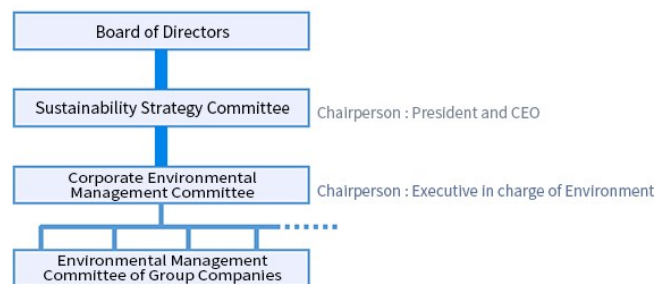 Board of Directors
Sustainability Strategy Committee
Chairperson : President and CEO
Corporate Environmental
Management Committee
Chairperson : Executive in charge of Environment
Environmental Management
Committee of Group Companies